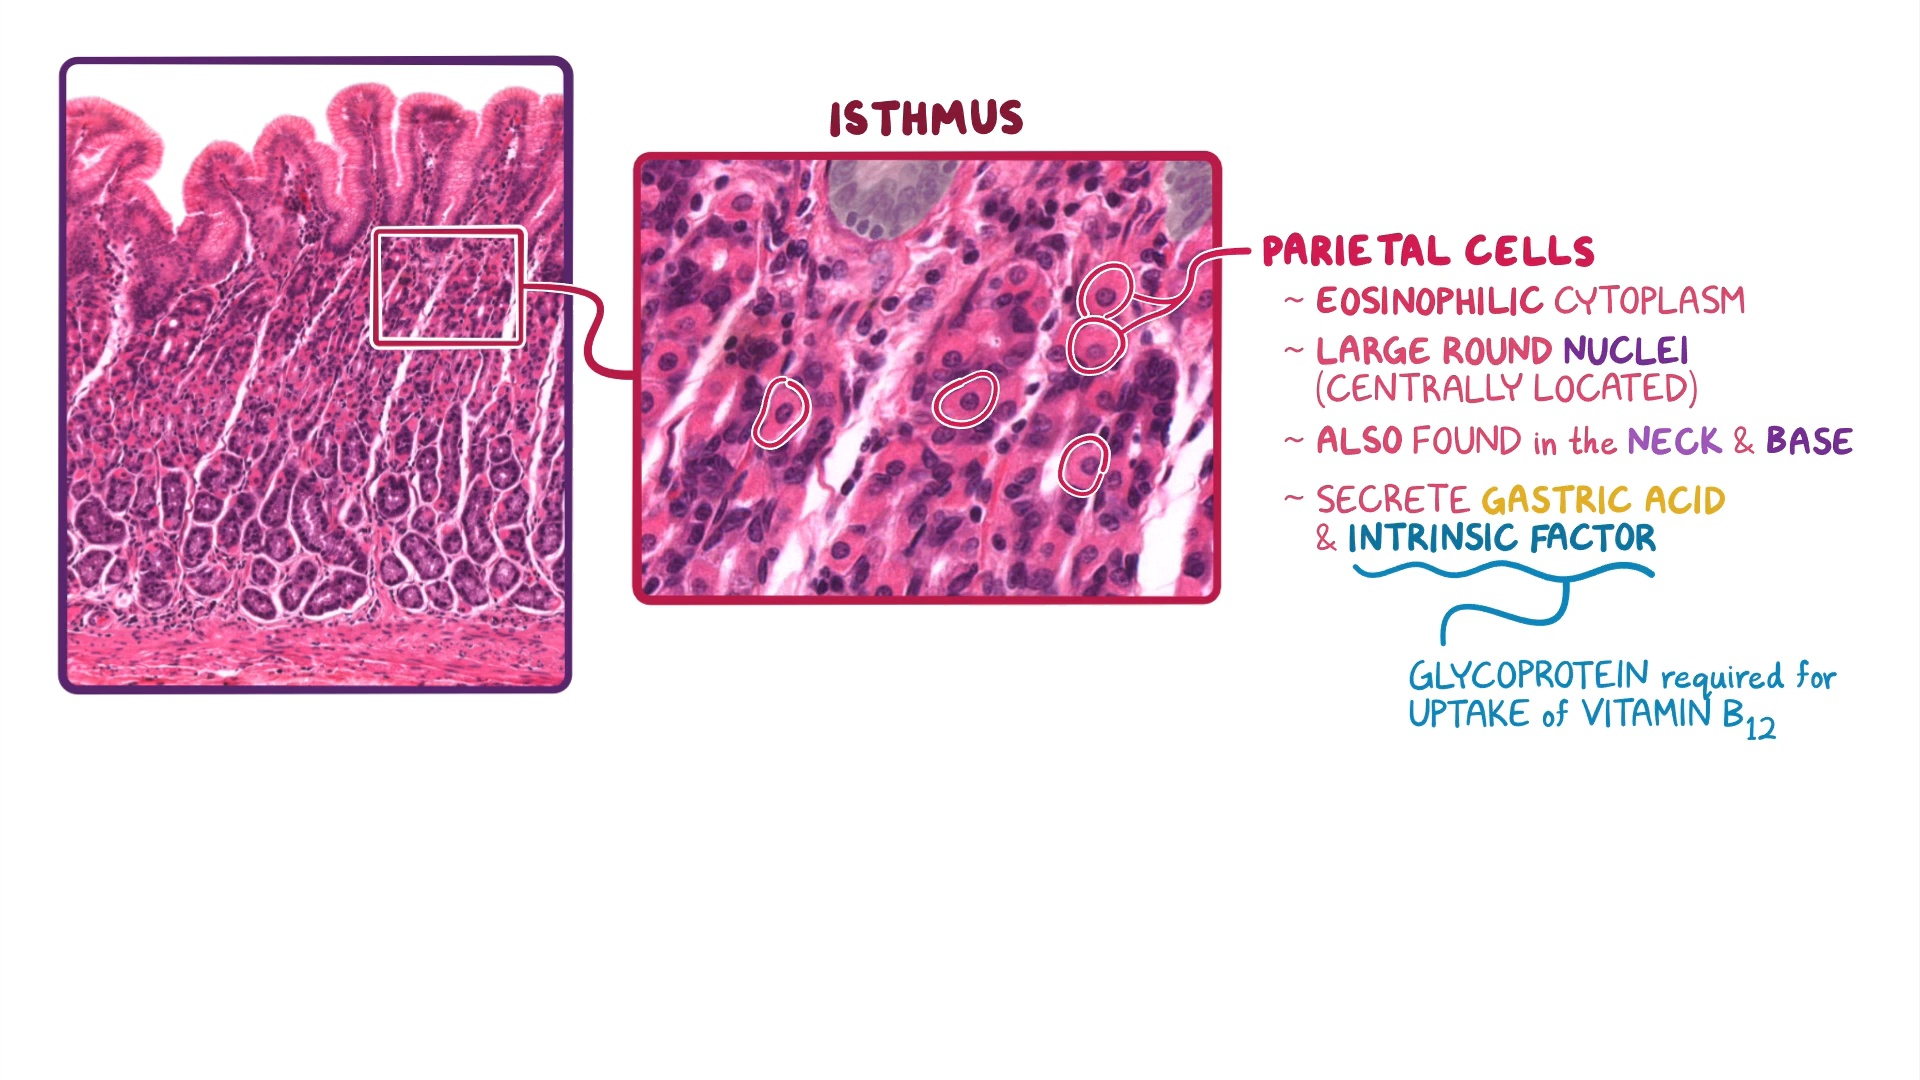 ISTHMUS
PARIETAL CELLS
~ EOSINOPHILIC CYTOPLASM
~ LARGE ROUND NUCLEI
(CENTRALLY LOCATED)
~ ALSO FOUND in the NECK & BASE
~ SECRETE GASTRIC ACID
& INTRINSIC FACTOR
GLYCOPROTEIN required for
UPTAKE of VITAMIN B12